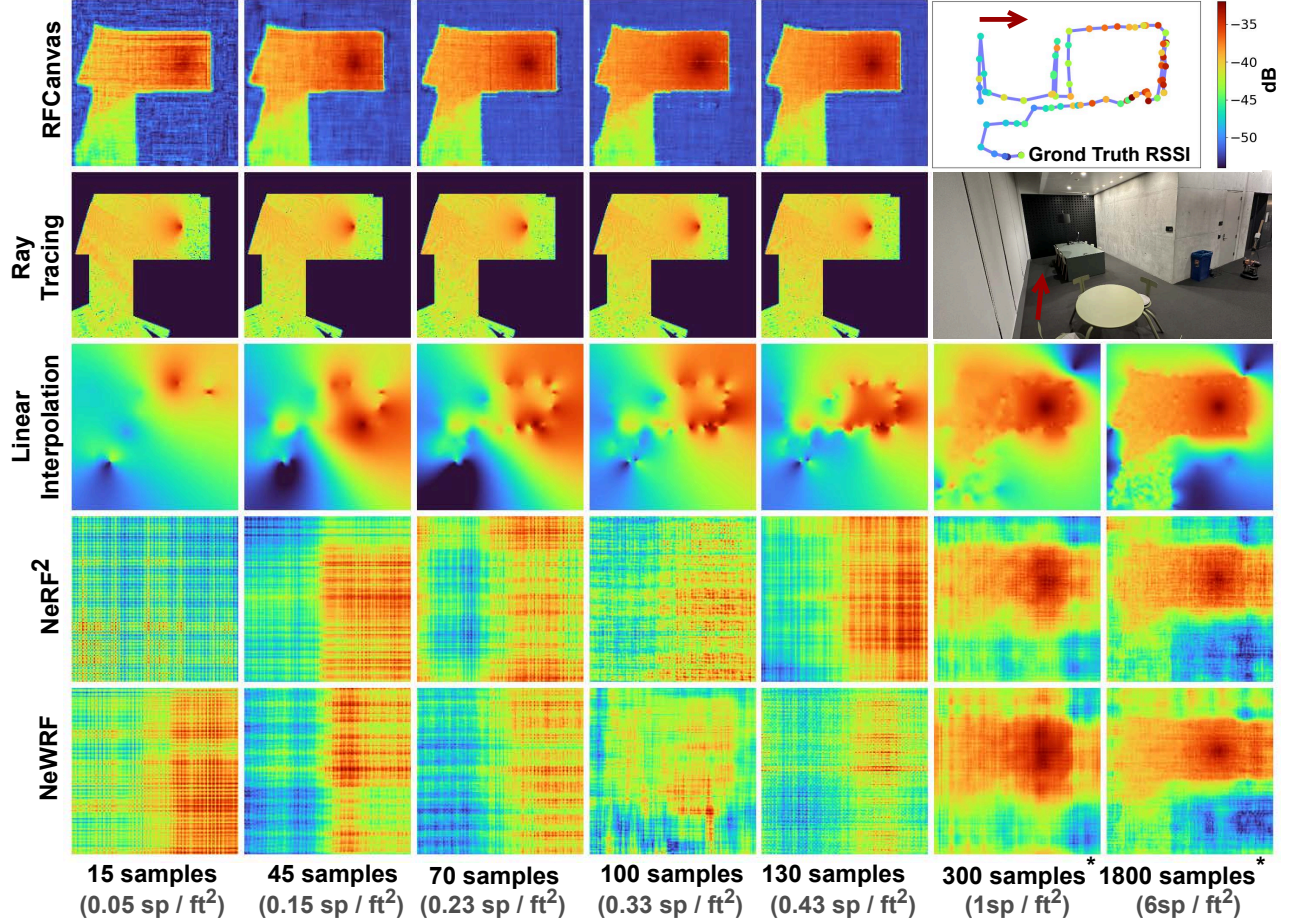 RFCanvas
Grond Truth RSSI
−35
−40
−45
−50
dB
Ray
Tracing
Linear
Interpolation
NeRF²
NeWRF
15 samples
(0.05 sp / ft²)
45 samples
(0.15 sp / ft²)
70 samples
(0.23 sp / ft²)
100 samples
(0.33 sp / ft²)
130 samples
(0.43 sp / ft²)
300 samples*
(1sp / ft²)
1800 samples*
(6sp / ft²)